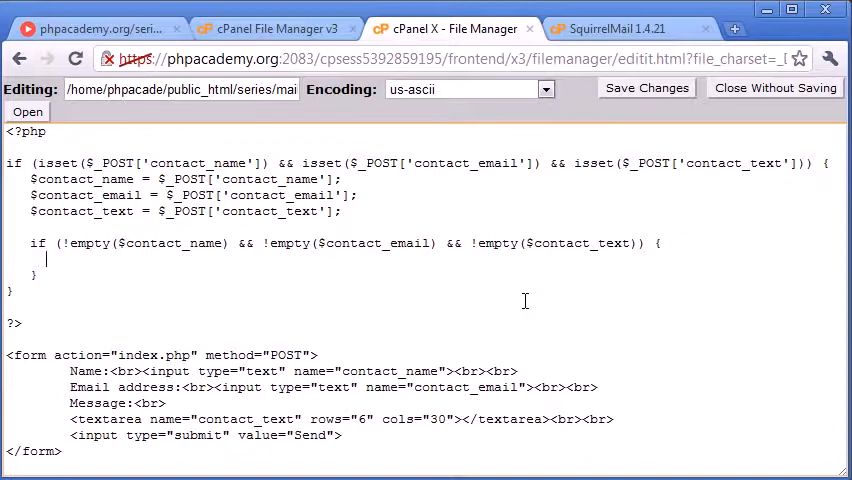 phpacademy.org/seri...
cPanel File Manager v3
cPanel X - File Manager
SquirrelMail 1.4.21
https://phpacademy.org:2083/cpsess5392859195/frontend/x3/filemanager/editit.html?file_charset=_D
Editing: /home/phpacade/public_html/series/mai Encoding: us-ascii Save Changes Close Without Saving
Open
<?php
if (isset($_POST['contact_name']) && isset($_POST['contact_email']) && isset($_POST['contact_text'])) {
$contact_name = $_POST['contact_name'];
$contact_email = $_POST['contact_email'];
$contact_text = $_POST['contact_text'];
if (!empty($contact_name) && !empty($contact_email) && !empty($contact_text)) {
}
}
?>
<form action="index.php" method="POST">
Name:<br><input type="text" name="contact_name"><br><br>
Email address:<br><input type="text" name="contact_email"><br><br>
Message:<br>
<textarea name="contact_text" rows="6" cols="30"></textarea><br><br>
<input type="submit" value="Send">
</form>